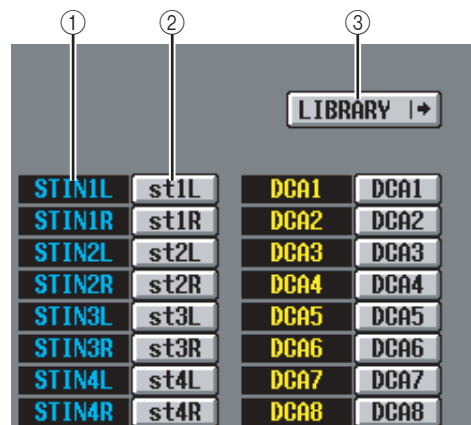 ① ② ③
LIBRARY
STIN1L st1L DCA1 DCA1
STIN1R st1R DCA2 DCA2
STIN2L st2L DCA3 DCA3
STIN2R st2R DCA4 DCA4
STIN3L st3L DCA5 DCA5
STIN3R st3R DCA6 DCA6
STIN4L st4L DCA7 DCA7
STIN4R st4R DCA8 DCA8